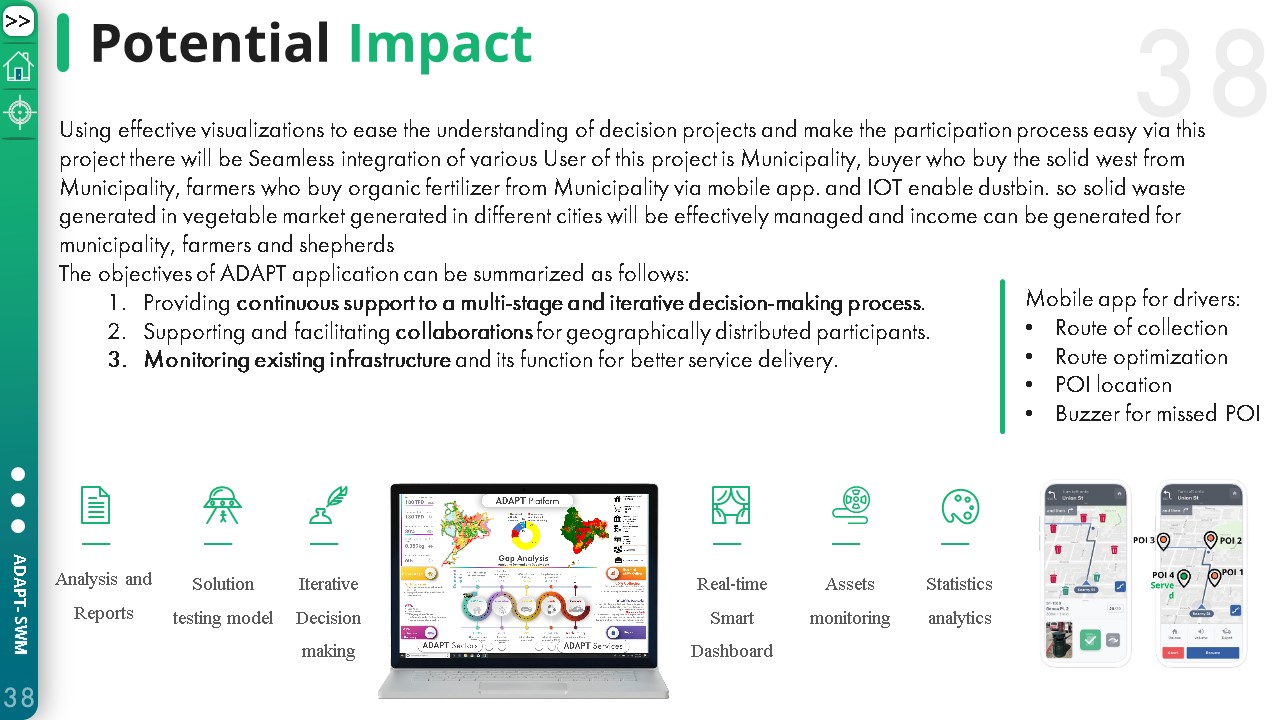 >>
Potential Impact
38
Using effective visualizations to ease the understanding of decision projects and make the participation process easy via this
project there will be Seamless integration of various User of this project is Municipality, buyer who buy the solid west from
Municipality, farmers who buy organic fertilizer from Municipality via mobile app. and IOT enable dustbin. so solid waste
generated in vegetable market generated in different cities will be effectively managed and income can be generated for
municipality, farmers and shepherds
The objectives of ADAPT application can be summarized as follows:
1. Providing continuous support to a multi-stage and iterative decision-making process.
2. Supporting and facilitating collaborations for geographically distributed participants.
3. Monitoring existing infrastructure and its function for better service delivery.
Mobile app for drivers:
• Route of collection
• Route optimization
• POI location
• Buzzer for missed POI
Analysis and
Reports
Solution
testing model
Iterative
Decision
making
ADAPT Platform
Gap Analysis
ADAPT Sectors
ADAPT Services
Real-time
Smart
Dashboard
Assets
monitoring
Statistics
analytics
Union St
Union St
POI 3
POI 2
POI 4
POI 1
Serve
d
ADAPT- SWM
38